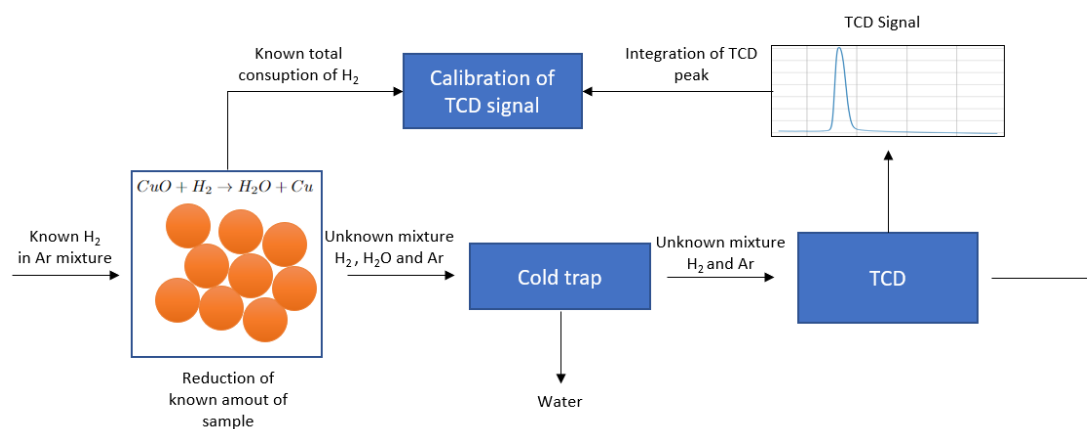 TCD Signal
Known total
consuption of H₂
Calibration of
TCD signal
Integration of TCD
peak
CuO + H₂ → H₂O + Cu
Known H₂
in Ar mixture
Unknown mixture
H₂ , H₂O and Ar
Cold trap
Unknown mixture
H₂ and Ar
TCD
Reduction of
known amout of
sample
Water